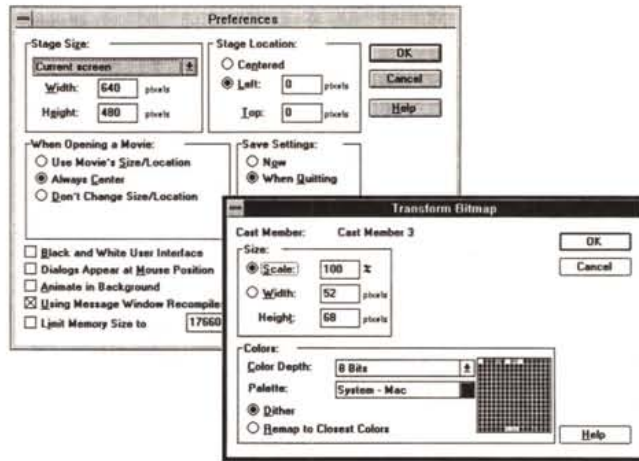 Preferences
Stage Size:
Current screen
Width: 640 pixels
Height: 480 pixels
Stage Location:
Centered
Left: 0 pixels
Top: 0 pixels
OK
Cancel
Help
When Opening a Movie:
Use Movie's Size/Location
Always Center
Don't Change Size/Location
Save Settings:
Now
When Quitting
Black and White User Interface
Dialogs Appear at Mouse Position
Animate in Background
Using Message Window Recompile
Limit Memory Size to 17660
Transform Bitmap
Cast Member: Cast Member 3
Size:
Scale: 100 %
Width: 52
Height: 68 pixels
OK
Cancel
Colors:
Color Depth: 8 Bits
Palette: System - Mac
Dither
Remap to Closest Colors
Help